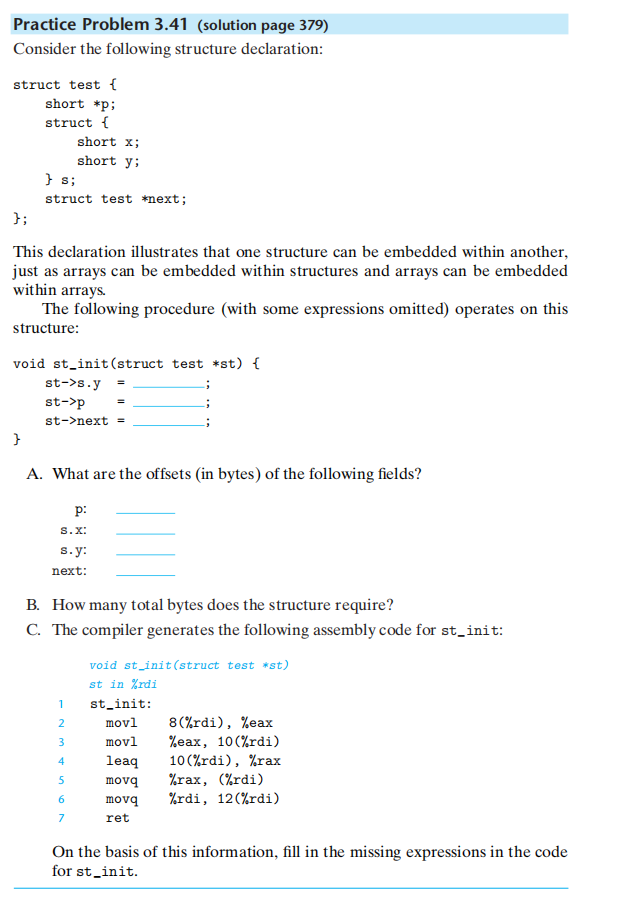 Practice Problem 3.41 (solution page 379)
Consider the following structure declaration:
struct test {
short *p;
struct {
short x;
short y;
} s;
struct test *next;
};
This declaration illustrates that one structure can be embedded within another,
just as arrays can be embedded within structures and arrays can be embedded
within arrays.
The following procedure (with some expressions omitted) operates on this
structure:
void st_init(struct test *st) {
st->s.y = ________;
st->p = ________;
st->next = ________;
}
A. What are the offsets (in bytes) of the following fields?
p: ________
s.x: ________
s.y: ________
next: ________
B. How many total bytes does the structure require?
C. The compiler generates the following assembly code for st_init:
void st_init(struct test *st)
st in %rdi
1 st_init:
2 movl 8(%rdi), %eax
3 movl %eax, 10(%rdi)
4 leaq 10(%rdi), %rax
5 movq %rax, (%rdi)
6 movq %rdi, 12(%rdi)
7 ret
On the basis of this information, fill in the missing expressions in the code
for st_init.